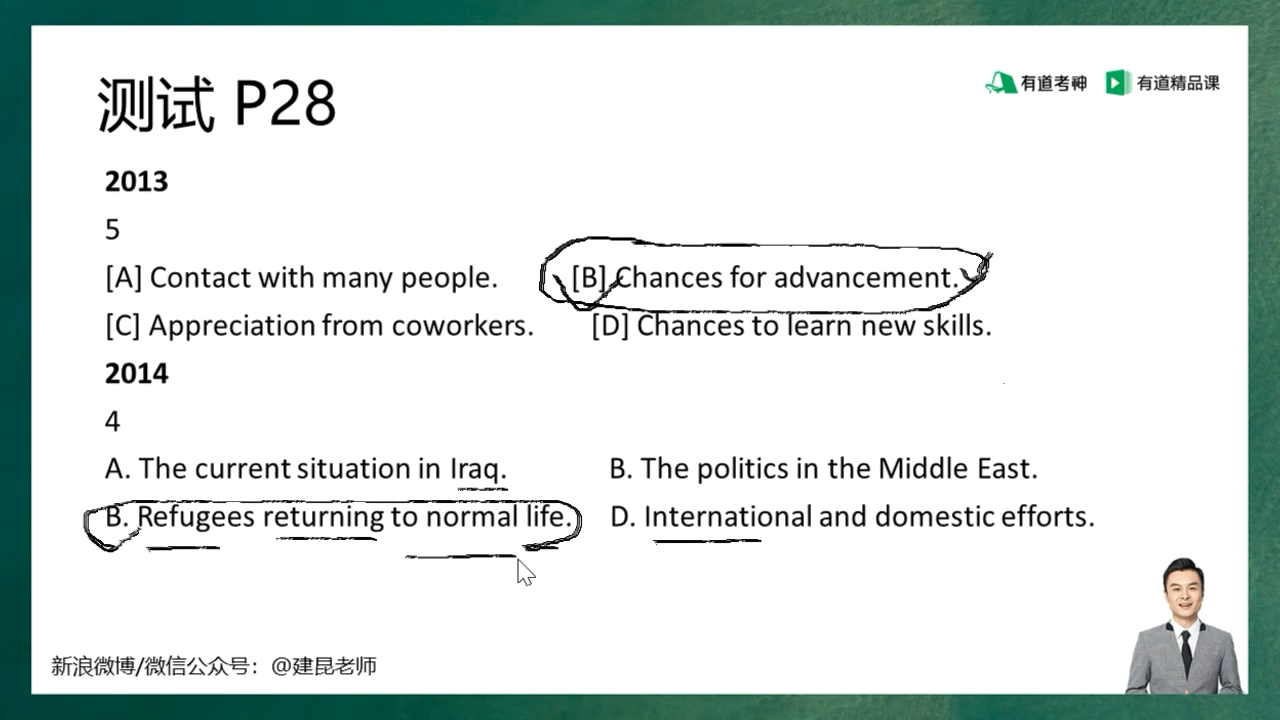 测试 P28
有道考神 有道精品课
2013
5
[A] Contact with many people. [B] Chances for advancement.
[C] Appreciation from coworkers. [D] Chances to learn new skills.
2014
4
A. The current situation in Iraq. B. The politics in the Middle East.
B. Refugees returning to normal life. D. International and domestic efforts.
新浪微博/微信公众号：@建昆老师